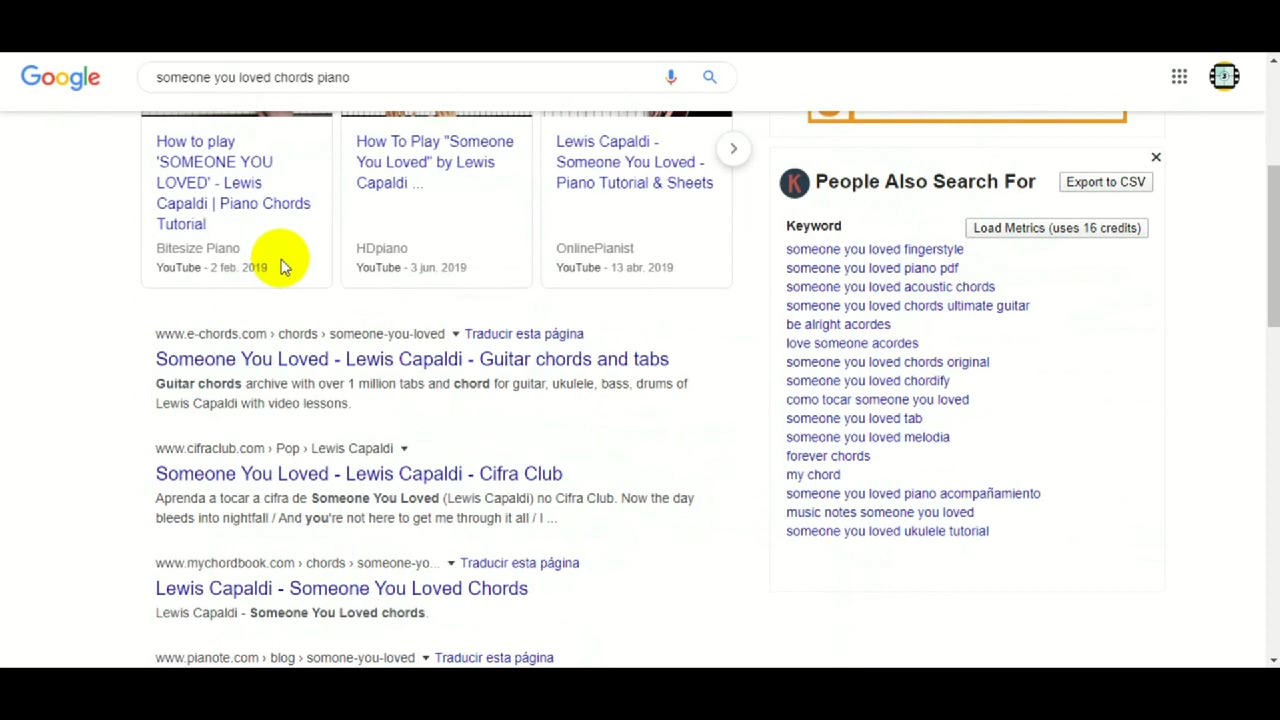 Google
someone you loved chords piano
How to play
'SOMEONE YOU
LOVED' - Lewis
Capaldi | Piano Chords
Tutorial
Bitesize Piano
YouTube - 2 feb. 2019
How To Play "Someone
You Loved" by Lewis
Capaldi ...
HDpiano
YouTube - 3 jun. 2019
Lewis Capaldi -
Someone You Loved -
Piano Tutorial & Sheets
OnlinePianist
YouTube - 13 abr. 2019
www.e-chords.com › chords › someone-you-loved Traducir esta página
Someone You Loved - Lewis Capaldi - Guitar chords and tabs
Guitar chords archive with over 1 million tabs and chord for guitar, ukulele, bass, drums of
Lewis Capaldi with video lessons.
www.cifraclub.com › Pop › Lewis Capaldi
Someone You Loved - Lewis Capaldi - Cifra Club
Aprenda a tocar a cifra de Someone You Loved (Lewis Capaldi) no Cifra Club. Now the day
bleeds into nightfall / And you're not here to get me through it all / I ...
www.mychordbook.com › chords › someone-yo... Traducir esta página
Lewis Capaldi - Someone You Loved Chords
Lewis Capaldi - Someone You Loved chords.
www.pianote.com › blog › somone-you-loved Traducir esta página
K People Also Search For
Export to CSV
Keyword
Load Metrics (uses 16 credits)
someone you loved fingerstyle
someone you loved piano pdf
someone you loved acoustic chords
someone you loved chords ultimate guitar
be alright acordes
love someone acordes
someone you loved chords original
someone you loved chordify
como tocar someone you loved
someone you loved tab
someone you loved melodia
forever chords
my chord
someone you loved piano acompañamiento
music notes someone you loved
someone you loved ukulele tutorial